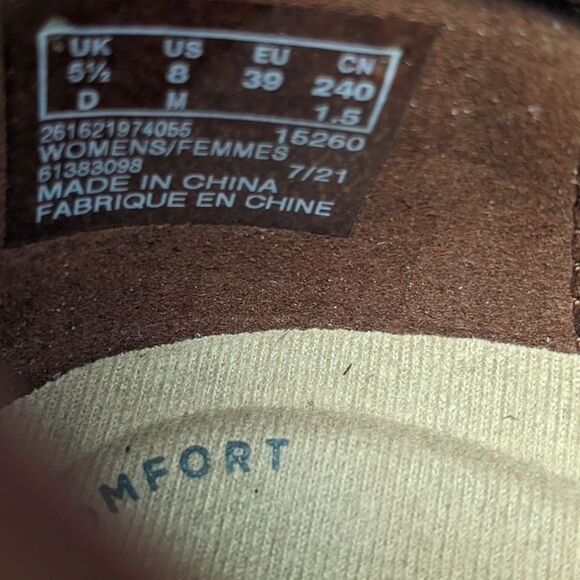 UK US EU CN
5½ 8 39 240
D M 1.5
261521974055 15260
WOMENS/FEMMES
61383098 7/21
MADE IN CHINA
FABRIQUE EN CHINE
MFORT